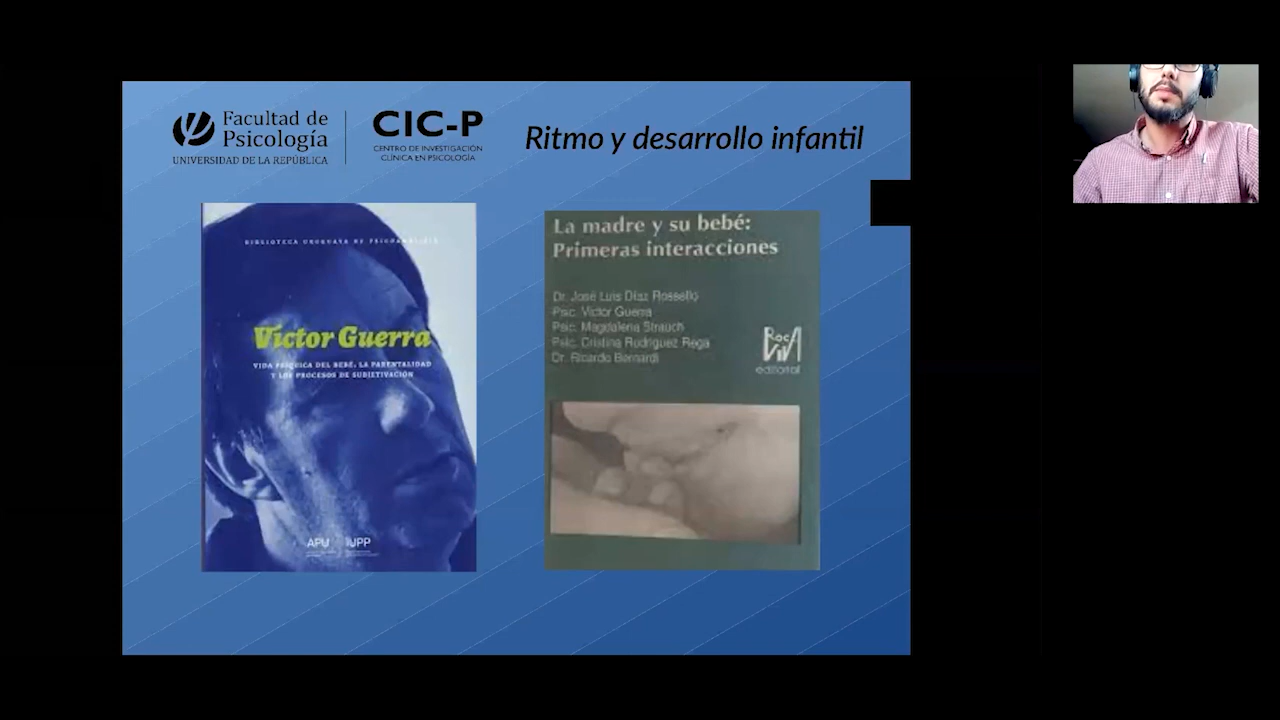 Facultad de
Psicología
UNIVERSIDAD DE LA REPÚBLICA
CIC-P
CENTRO DE INVESTIGACIÓN
CLÍNICA EN PSICOLOGÍA
Ritmo y desarrollo infantil
BIBLIOTECA URUGUAYA DE PSICOANÁLISIS
Víctor Guerra
VIDA PSÍQUICA DEL BEBÉ: LA PARENTALIDAD
Y LOS PROCESOS DE SUBJETIVACIÓN
APU
IUPP
La madre y su bebé:
Primeras interacciones
Dr. José Luis Díaz Rosselló
Psic. Víctor Guerra
Psic. Magdalena Strauch
Psic. Cristina Rodríguez Rega
Dr. Ricardo Bernardi
Roca
Viva
editorial